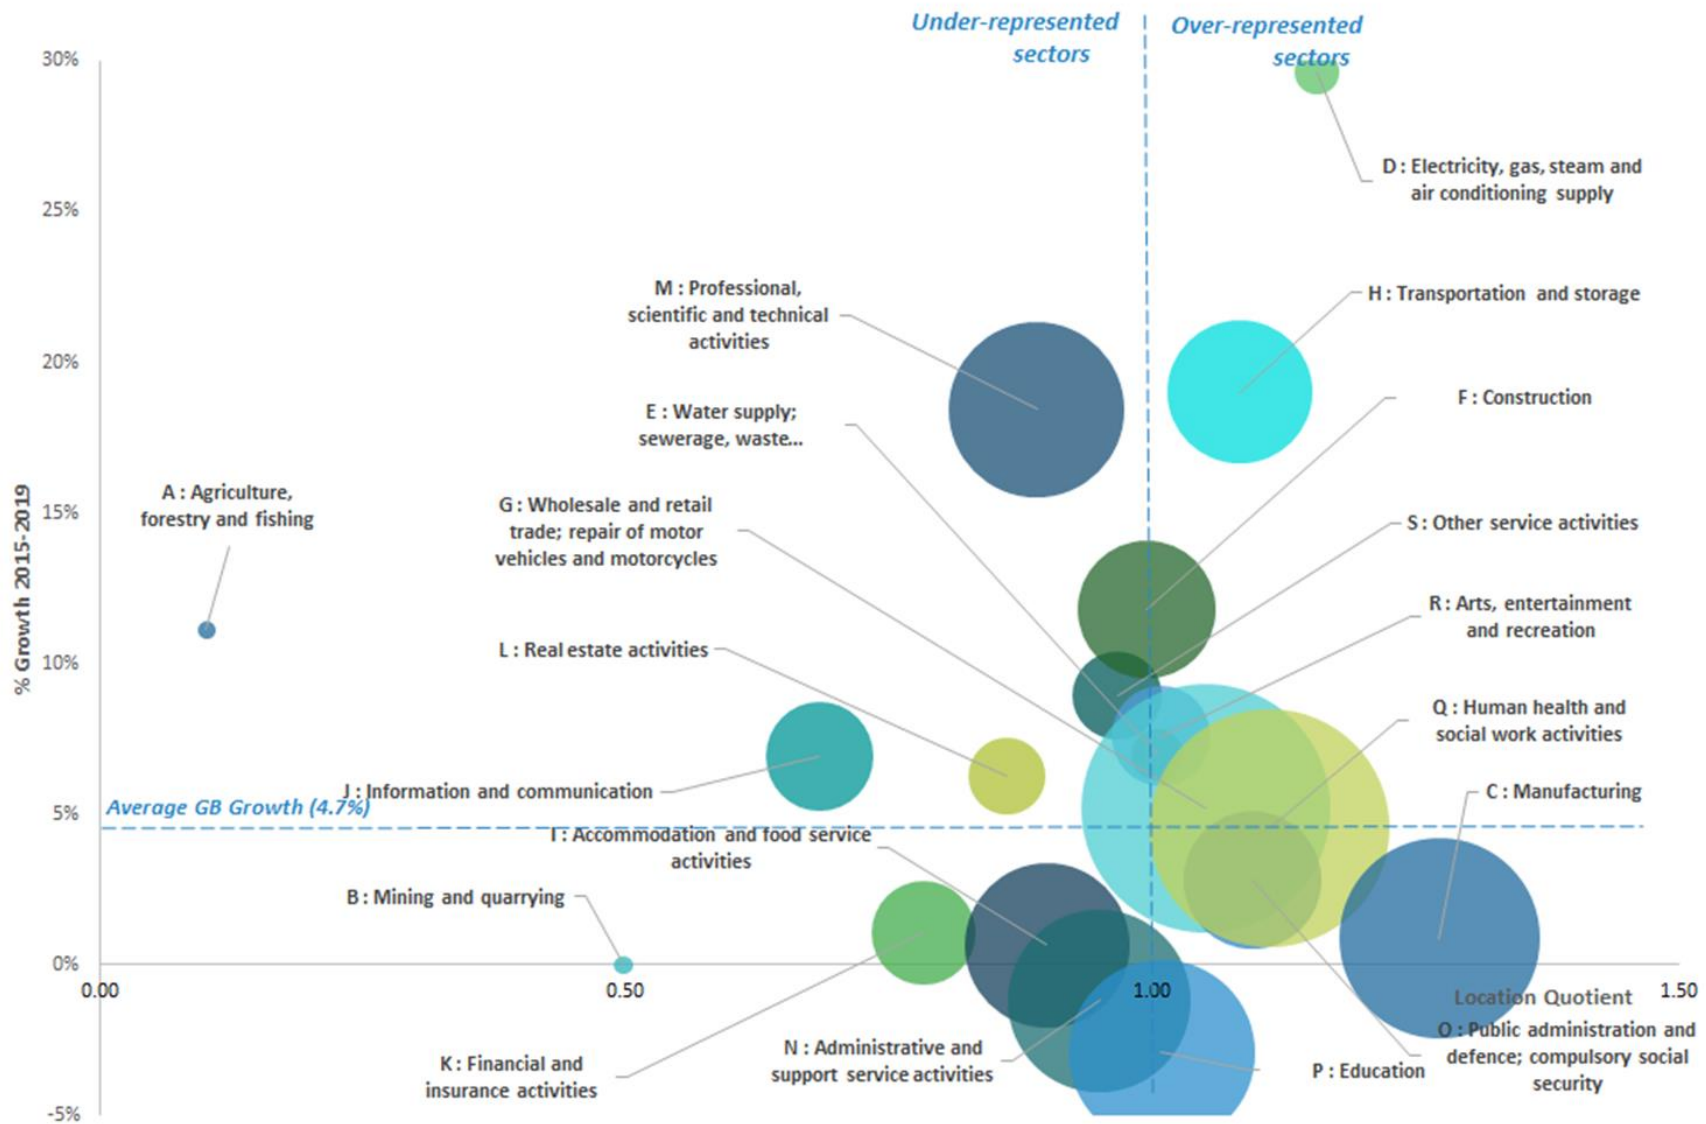 Under-represented
sectors
Over-represented
sectors
30%
D : Electricity, gas, steam and
air conditioning supply
25%
M : Professional,
scientific and technical
activities
H : Transportation and storage
20%
E : Water supply;
sewerage, waste...
F : Construction
A : Agriculture,
forestry and fishing
G : Wholesale and retail
trade; repair of motor
vehicles and motorcycles
15%
S : Other service activities
% Growth 2015-2019
R : Arts, entertainment
and recreation
L : Real estate activities
10%
Q : Human health and
social work activities
J : Information and communication
C : Manufacturing
Average GB Growth (4.7%)
5%
I : Accommodation and food service
activities
B : Mining and quarrying
0%
0.00
0.50
1.00
1.50
Location Quotient
O : Public administration and
defence; compulsory social
security
N : Administrative and
support service activities
K : Financial and
insurance activities
P : Education
-5%